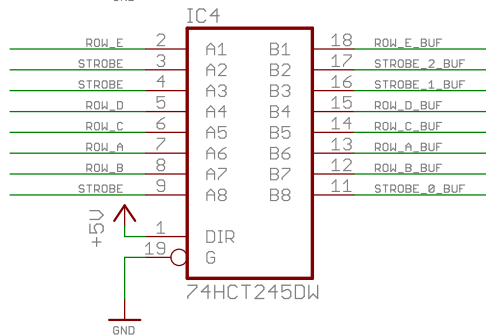 GND
IC4
ROW_E 2 A1 B1 18 ROW_E_BUF
STROBE 3 A2 B2 17 STROBE_2_BUF
STROBE 4 A3 B3 16 STROBE_1_BUF
ROW_D 5 A4 B4 15 ROW_D_BUF
ROW_C 6 A5 B5 14 ROW_C_BUF
ROW_A 7 A6 B6 13 ROW_A_BUF
ROW_B 8 A7 B7 12 ROW_B_BUF
STROBE 9 A8 B8 11 STROBE_0_BUF
+5V
1 DIR
19 G
74HCT245DW
GND